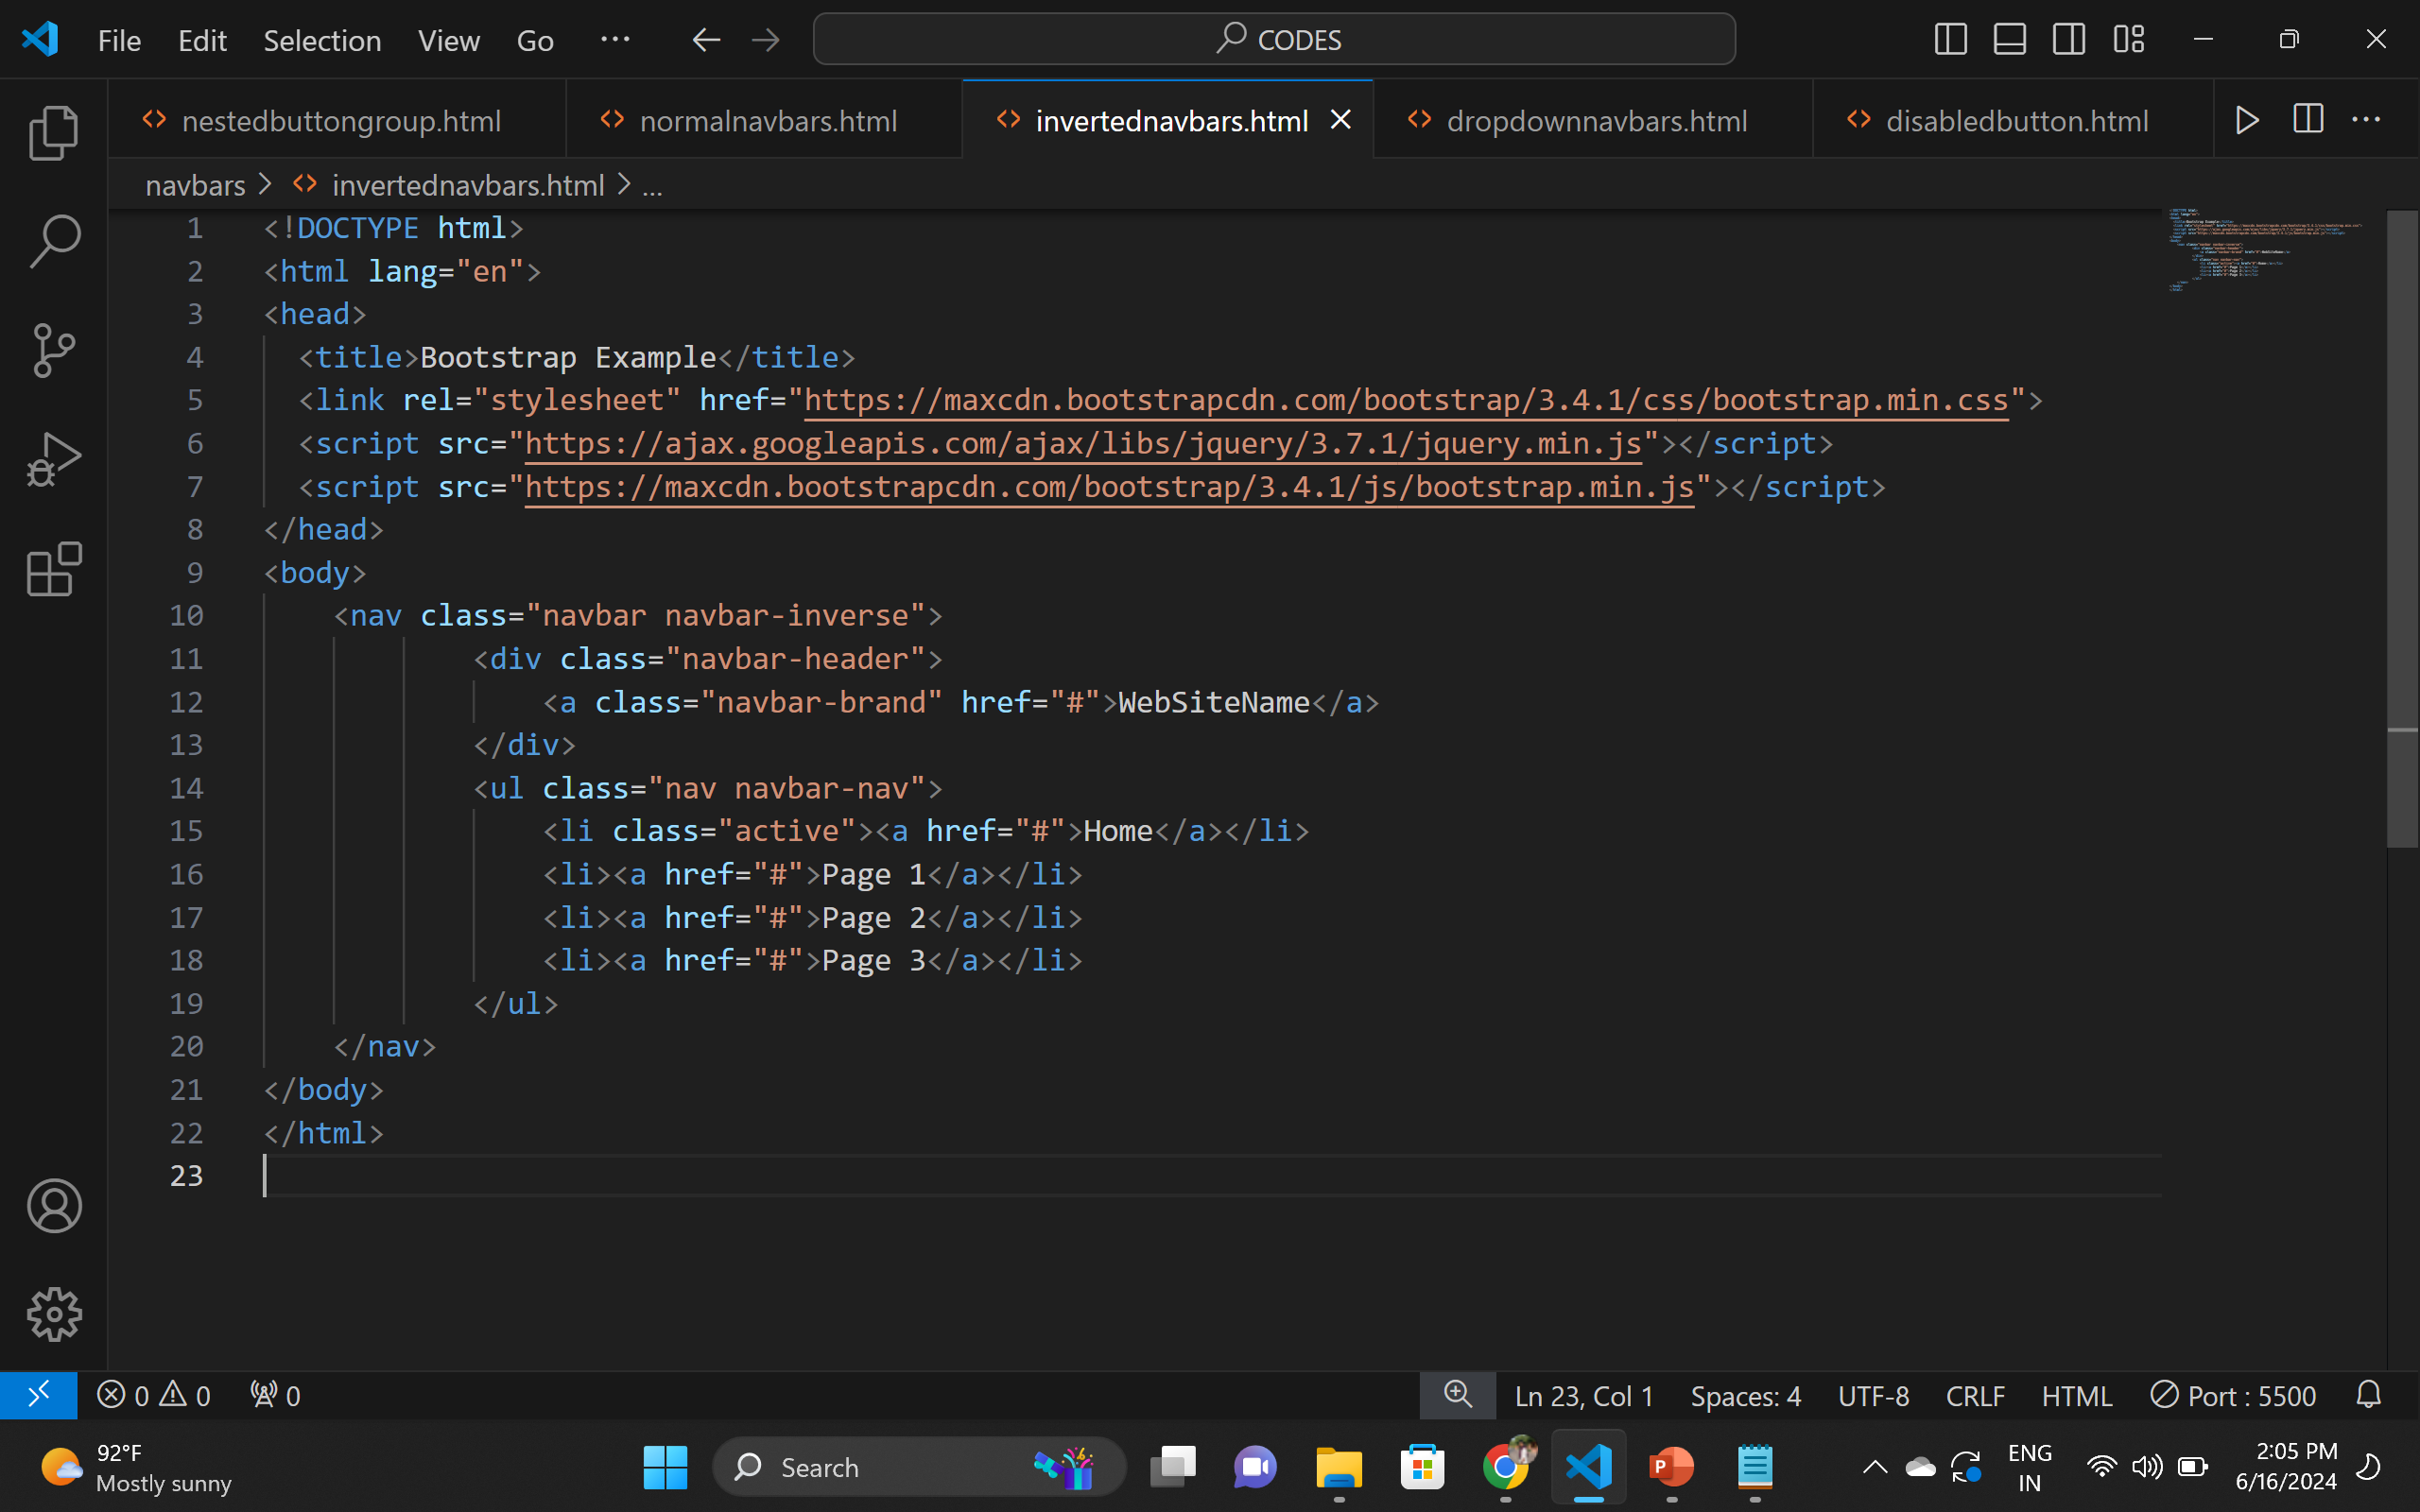 File Edit Selection View Go ··· CODES
nestedbuttongroup.html normalnavbars.html invertednavbars.html dropdownnavbars.html disabledbutton.html
navbars > invertednavbars.html > ...
1 <!DOCTYPE html>
2 <html lang="en">
3 <head>
4 <title>Bootstrap Example</title>
5 <link rel="stylesheet" href="https://maxcdn.bootstrapcdn.com/bootstrap/3.4.1/css/bootstrap.min.css">
6 <script src="https://ajax.googleapis.com/ajax/libs/jquery/3.7.1/jquery.min.js"></script>
7 <script src="https://maxcdn.bootstrapcdn.com/bootstrap/3.4.1/js/bootstrap.min.js"></script>
8 </head>
9 <body>
10 <nav class="navbar navbar-inverse">
11 <div class="navbar-header">
12 <a class="navbar-brand" href="#">WebSiteName</a>
13 </div>
14 <ul class="nav navbar-nav">
15 <li class="active"><a href="#">Home</a></li>
16 <li><a href="#">Page 1</a></li>
17 <li><a href="#">Page 2</a></li>
18 <li><a href="#">Page 3</a></li>
19 </ul>
20 </nav>
21 </body>
22 </html>
23
0 0 0 Ln 23, Col 1 Spaces: 4 UTF-8 CRLF HTML Port : 5500
92°F
Mostly sunny
Search
P
ENG
IN
2:05 PM
6/16/2024